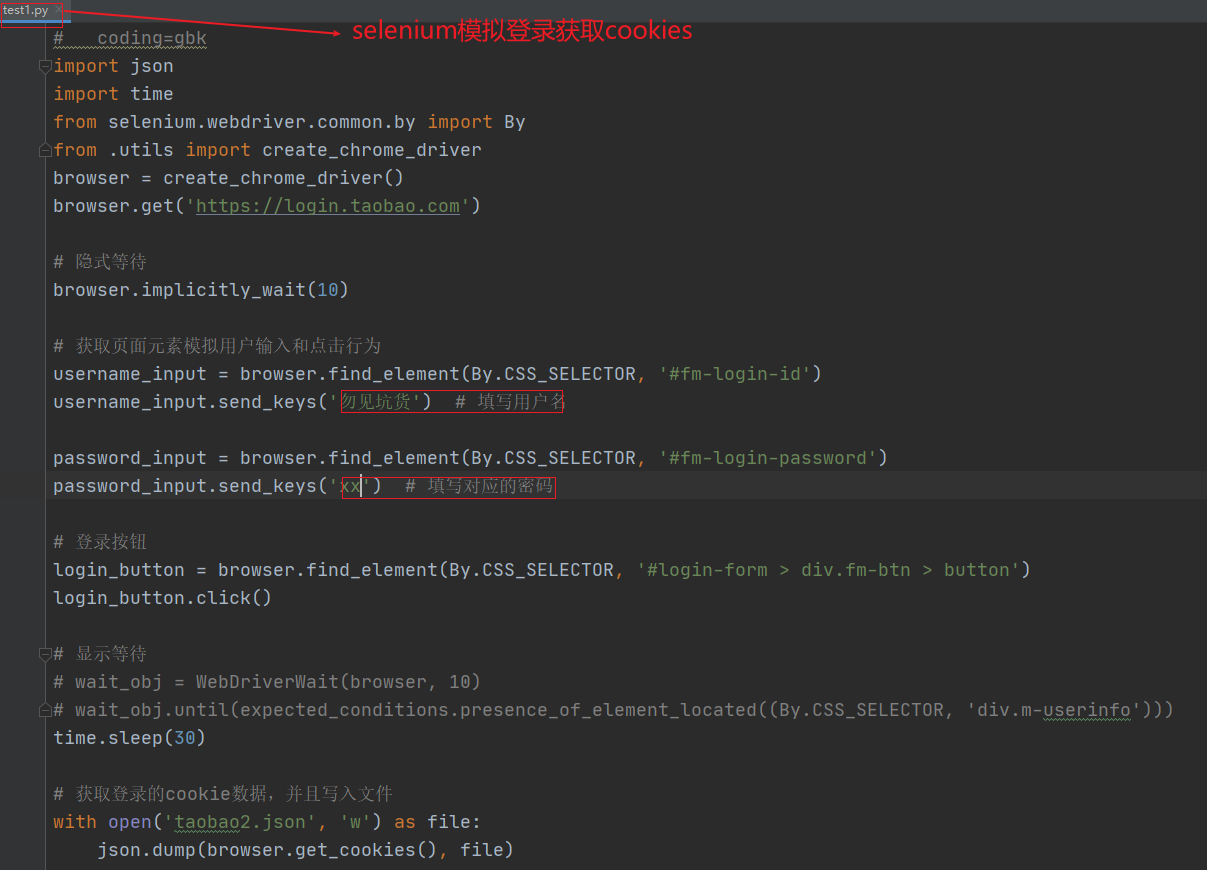 test1.py
selenium模拟登录获取cookies
#   coding=gbk
import json
import time
from selenium.webdriver.common.by import By
from .utils import create_chrome_driver
browser = create_chrome_driver()
browser.get('https://login.taobao.com')
# 隐式等待
browser.implicitly_wait(10)
# 获取页面元素模拟用户输入和点击行为
username_input = browser.find_element(By.CSS_SELECTOR, '#fm-login-id')
username_input.send_keys('勿见坑货')  # 填写用户名
password_input = browser.find_element(By.CSS_SELECTOR, '#fm-login-password')
password_input.send_keys('xx')  # 填写对应的密码
# 登录按钮
login_button = browser.find_element(By.CSS_SELECTOR, '#login-form > div.fm-btn > button')
login_button.click()
# 显示等待
# wait_obj = WebDriverWait(browser, 10)
# wait_obj.until(expected_conditions.presence_of_element_located((By.CSS_SELECTOR, 'div.m-userinfo')))
time.sleep(30)
# 获取登录的cookie数据，并且写入文件
with open('taobao2.json', 'w') as file:
    json.dump(browser.get_cookies(), file)